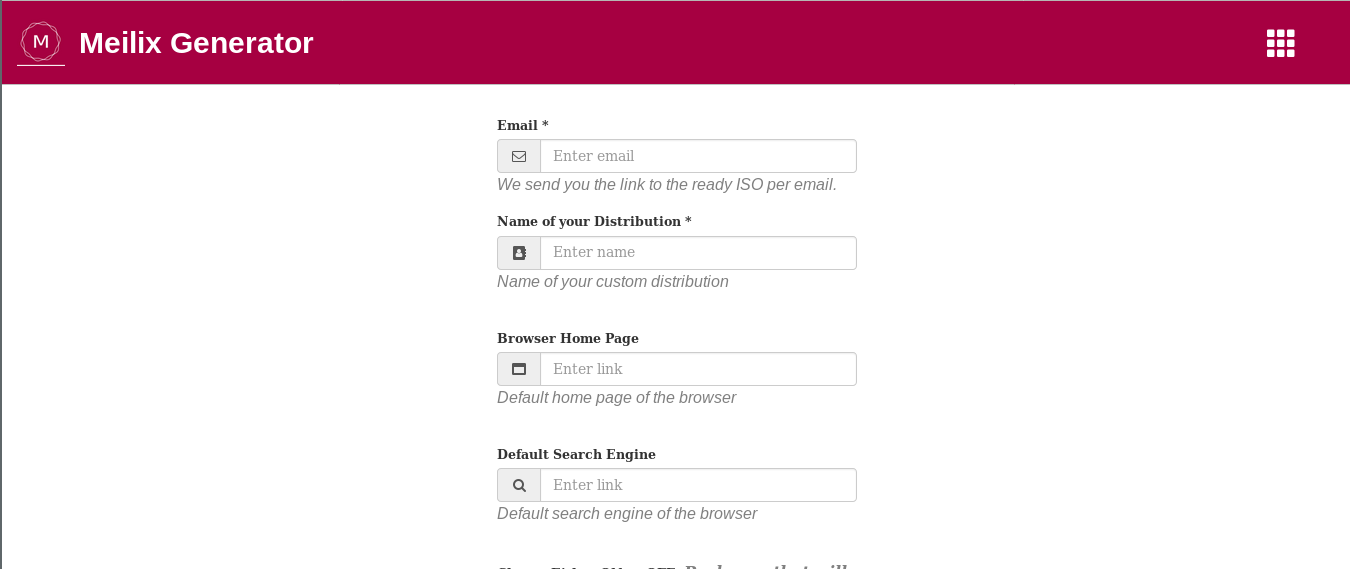 M
Meilix Generator
Email *
Enter email
We send you the link to the ready ISO per email.
Name of your Distribution *
Enter name
Name of your custom distribution
Browser Home Page
Enter link
Default home page of the browser
Default Search Engine
Enter link
Default search engine of the browser